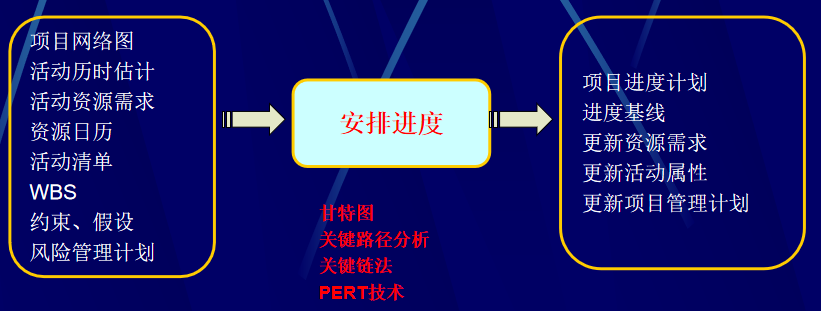 项目网络图
活动历时估计
活动资源需求
资源日历
活动清单
WBS
约束、假设
风险管理计划
安排进度
甘特图
关键路径分析
关键链法
PERT技术
项目进度计划
进度基线
更新资源需求
更新活动属性
更新项目管理计划